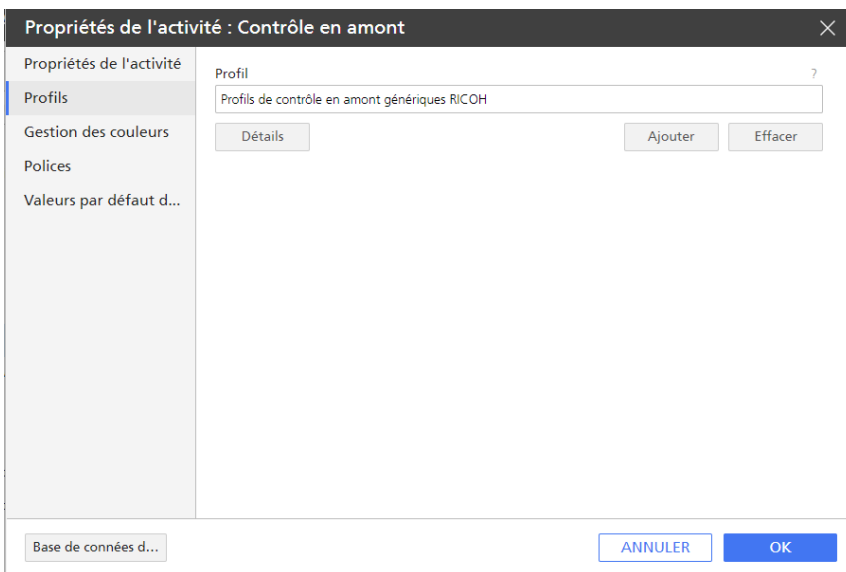 Propriétés de l'activité : Contrôle en amont
Propriétés de l'activité
Profils
Gestion des couleurs
Polices
Valeurs par défaut d...
Profil
?
Profils de contrôle en amont génériques RICOH
Détails
Ajouter
Effacer
Base de connées d...
ANNULER
OK